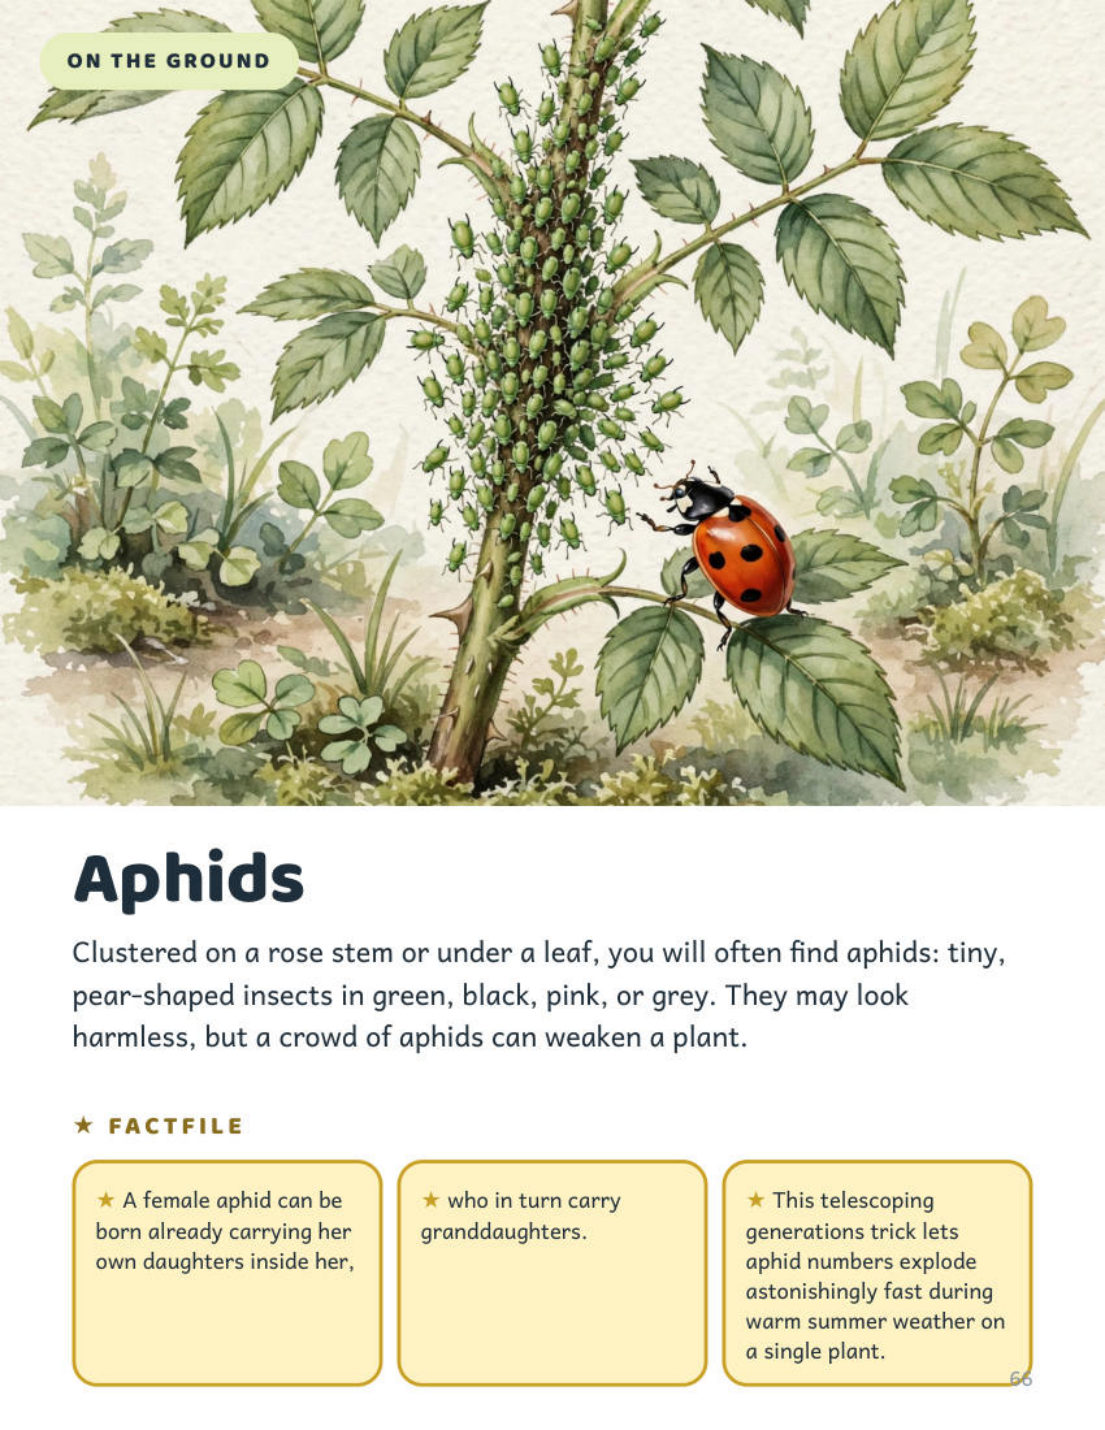 ON THE GROUND
Aphids
Clustered on a rose stem or under a leaf, you will often find aphids: tiny,
pear-shaped insects in green, black, pink, or grey. They may look
harmless, but a crowd of aphids can weaken a plant.
★ FACTFILE
★ A female aphid can be
born already carrying her
own daughters inside her,
★ who in turn carry
granddaughters.
★ This telescoping
generations trick lets
aphid numbers explode
astonishingly fast during
warm summer weather on
a single plant.
66